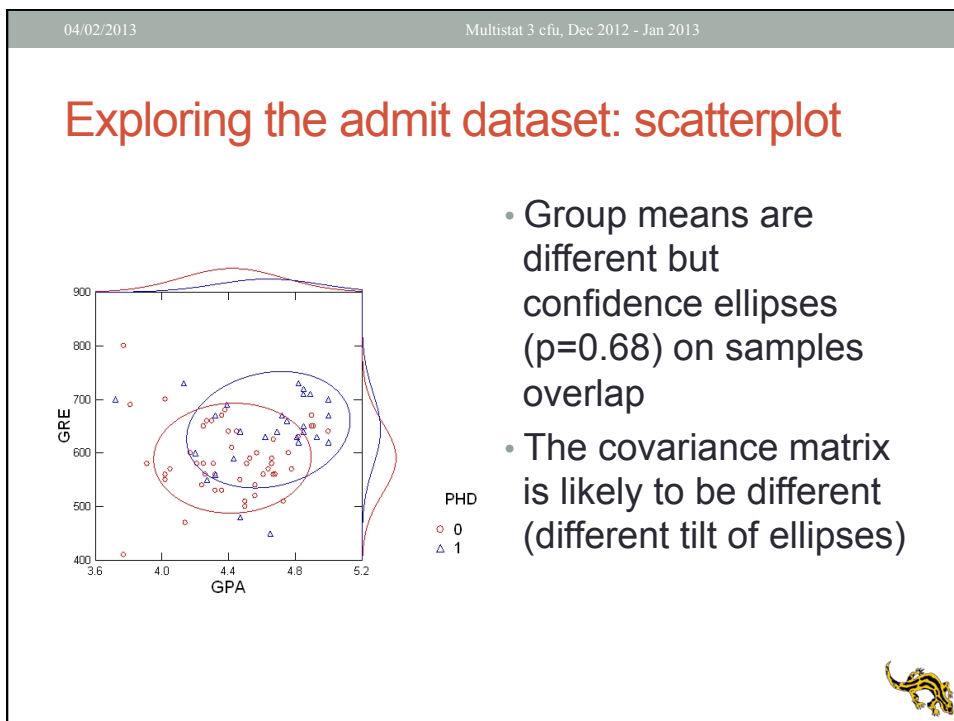 04/02/2013
Multistat 3 cfu, Dec 2012 - Jan 2013
Exploring the admit dataset: scatterplot
900
800
700
600
500
400
GRE
3.6 4.0 4.4 4.8 5.2
GPA
PHD
0
1
• Group means are
different but
confidence ellipses
(p=0.68) on samples
overlap
• The covariance matrix
is likely to be different
(different tilt of ellipses)